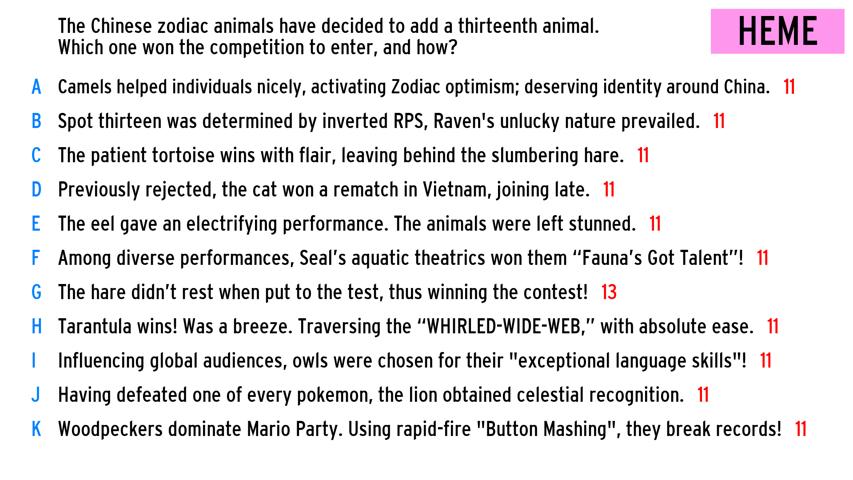 The Chinese zodiac animals have decided to add a thirteenth animal.
Which one won the competition to enter, and how?
HEME
A Camels helped individuals nicely, activating Zodiac optimism; deserving identity around China. 11
B Spot thirteen was determined by inverted RPS, Raven's unlucky nature prevailed. 11
C The patient tortoise wins with flair, leaving behind the slumbering hare. 11
D Previously rejected, the cat won a rematch in Vietnam, joining late. 11
E The eel gave an electrifying performance. The animals were left stunned. 11
F Among diverse performances, Seal’s aquatic theatrics won them “Fauna’s Got Talent”! 11
G The hare didn’t rest when put to the test, thus winning the contest! 13
H Tarantula wins! Was a breeze. Traversing the “WHIRLED-WIDE-WEB,” with absolute ease. 11
I Influencing global audiences, owls were chosen for their "exceptional language skills"! 11
J Having defeated one of every pokemon, the lion obtained celestial recognition. 11
K Woodpeckers dominate Mario Party. Using rapid-fire "Button Mashing", they break records! 11